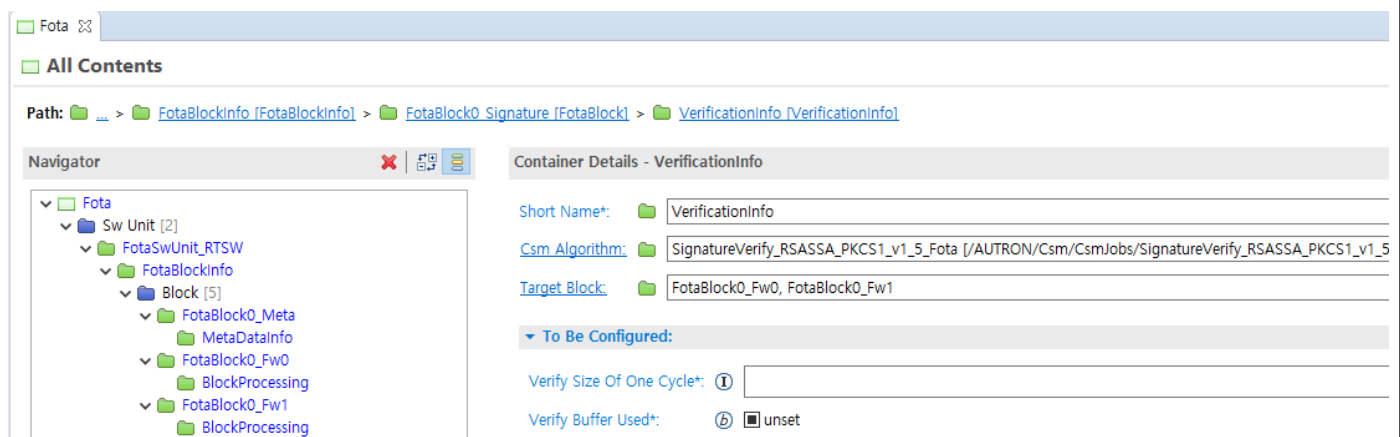 Fota
All Contents
Path: ... > FotaBlockInfo [FotaBlockInfo] > FotaBlock0_Signature [FotaBlock] > VerificationInfo [VerificationInfo]
Navigator
Fota
Sw Unit [2]
FotaSwUnit_RTSW
FotaBlockInfo
Block [5]
FotaBlock0_Meta
MetaDataInfo
FotaBlock0_Fw0
BlockProcessing
FotaBlock0_Fw1
BlockProcessing
Container Details - VerificationInfo
Short Name*: VerificationInfo
Csm Algorithm: SignatureVerify_RSASSA_PKCS1_v1_5_Fota [/AUTRON/Csm/CsmJobs/SignatureVerify_RSASSA_PKCS1_v1_5
Target Block: FotaBlock0_Fw0, FotaBlock0_Fw1
To Be Configured:
Verify Size Of One Cycle*: I
Verify Buffer Used*: b unset